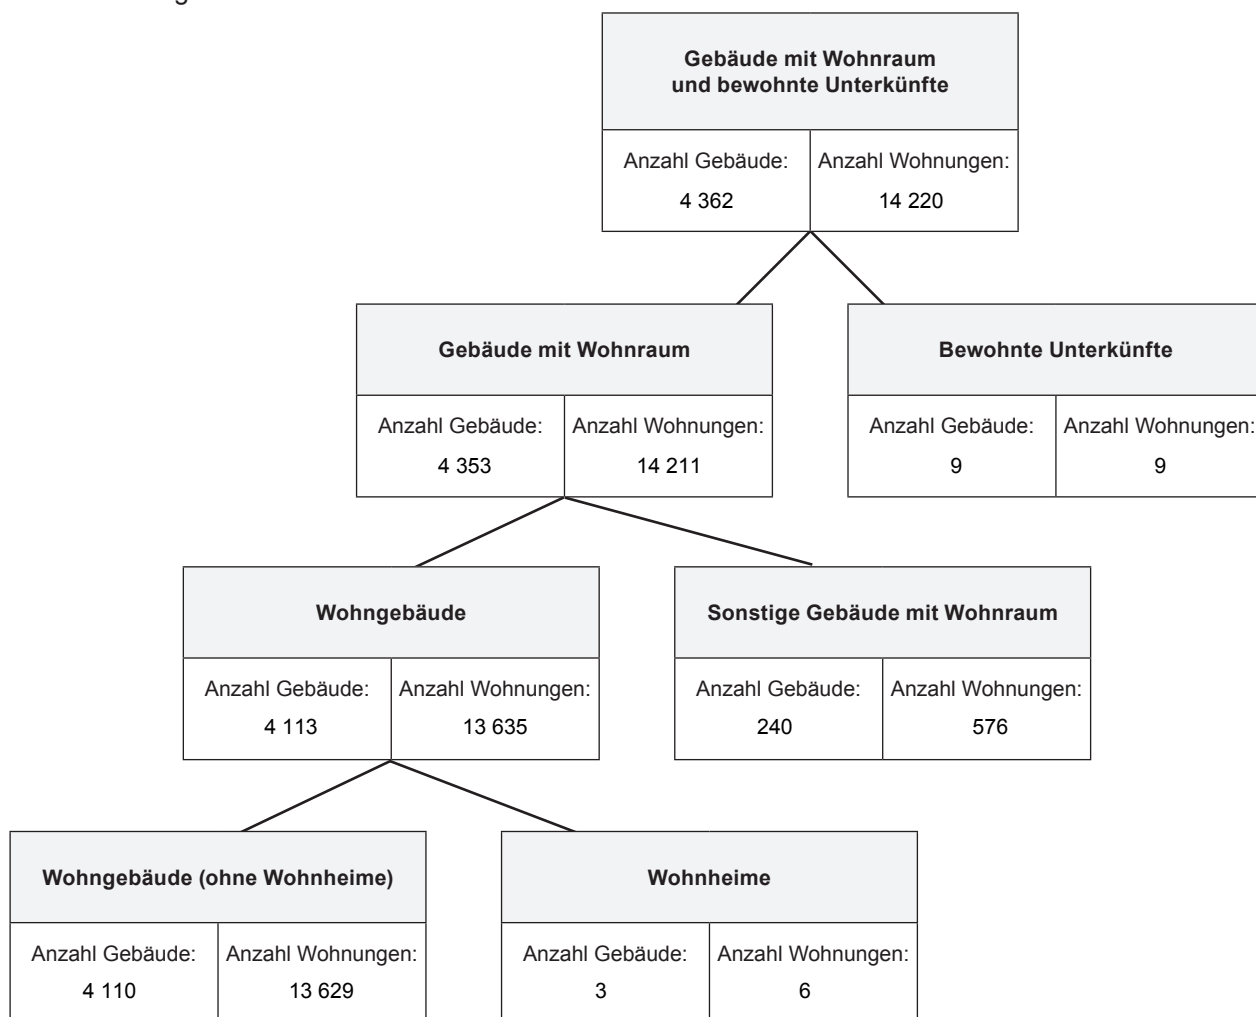 Gebäude mit Wohnraum
und bewohnte Unterkünfte
Anzahl Gebäude: Anzahl Wohnungen:
4 362 14 220
Gebäude mit Wohnraum
Anzahl Gebäude: Anzahl Wohnungen:
4 353 14 211
Bewohnte Unterkünfte
Anzahl Gebäude: Anzahl Wohnungen:
9 9
Wohngebäude
Anzahl Gebäude: Anzahl Wohnungen:
4 113 13 635
Sonstige Gebäude mit Wohnraum
Anzahl Gebäude: Anzahl Wohnungen:
240 576
Wohngebäude (ohne Wohnheime)
Anzahl Gebäude: Anzahl Wohnungen:
4 110 13 629
Wohnheime
Anzahl Gebäude: Anzahl Wohnungen:
3 6